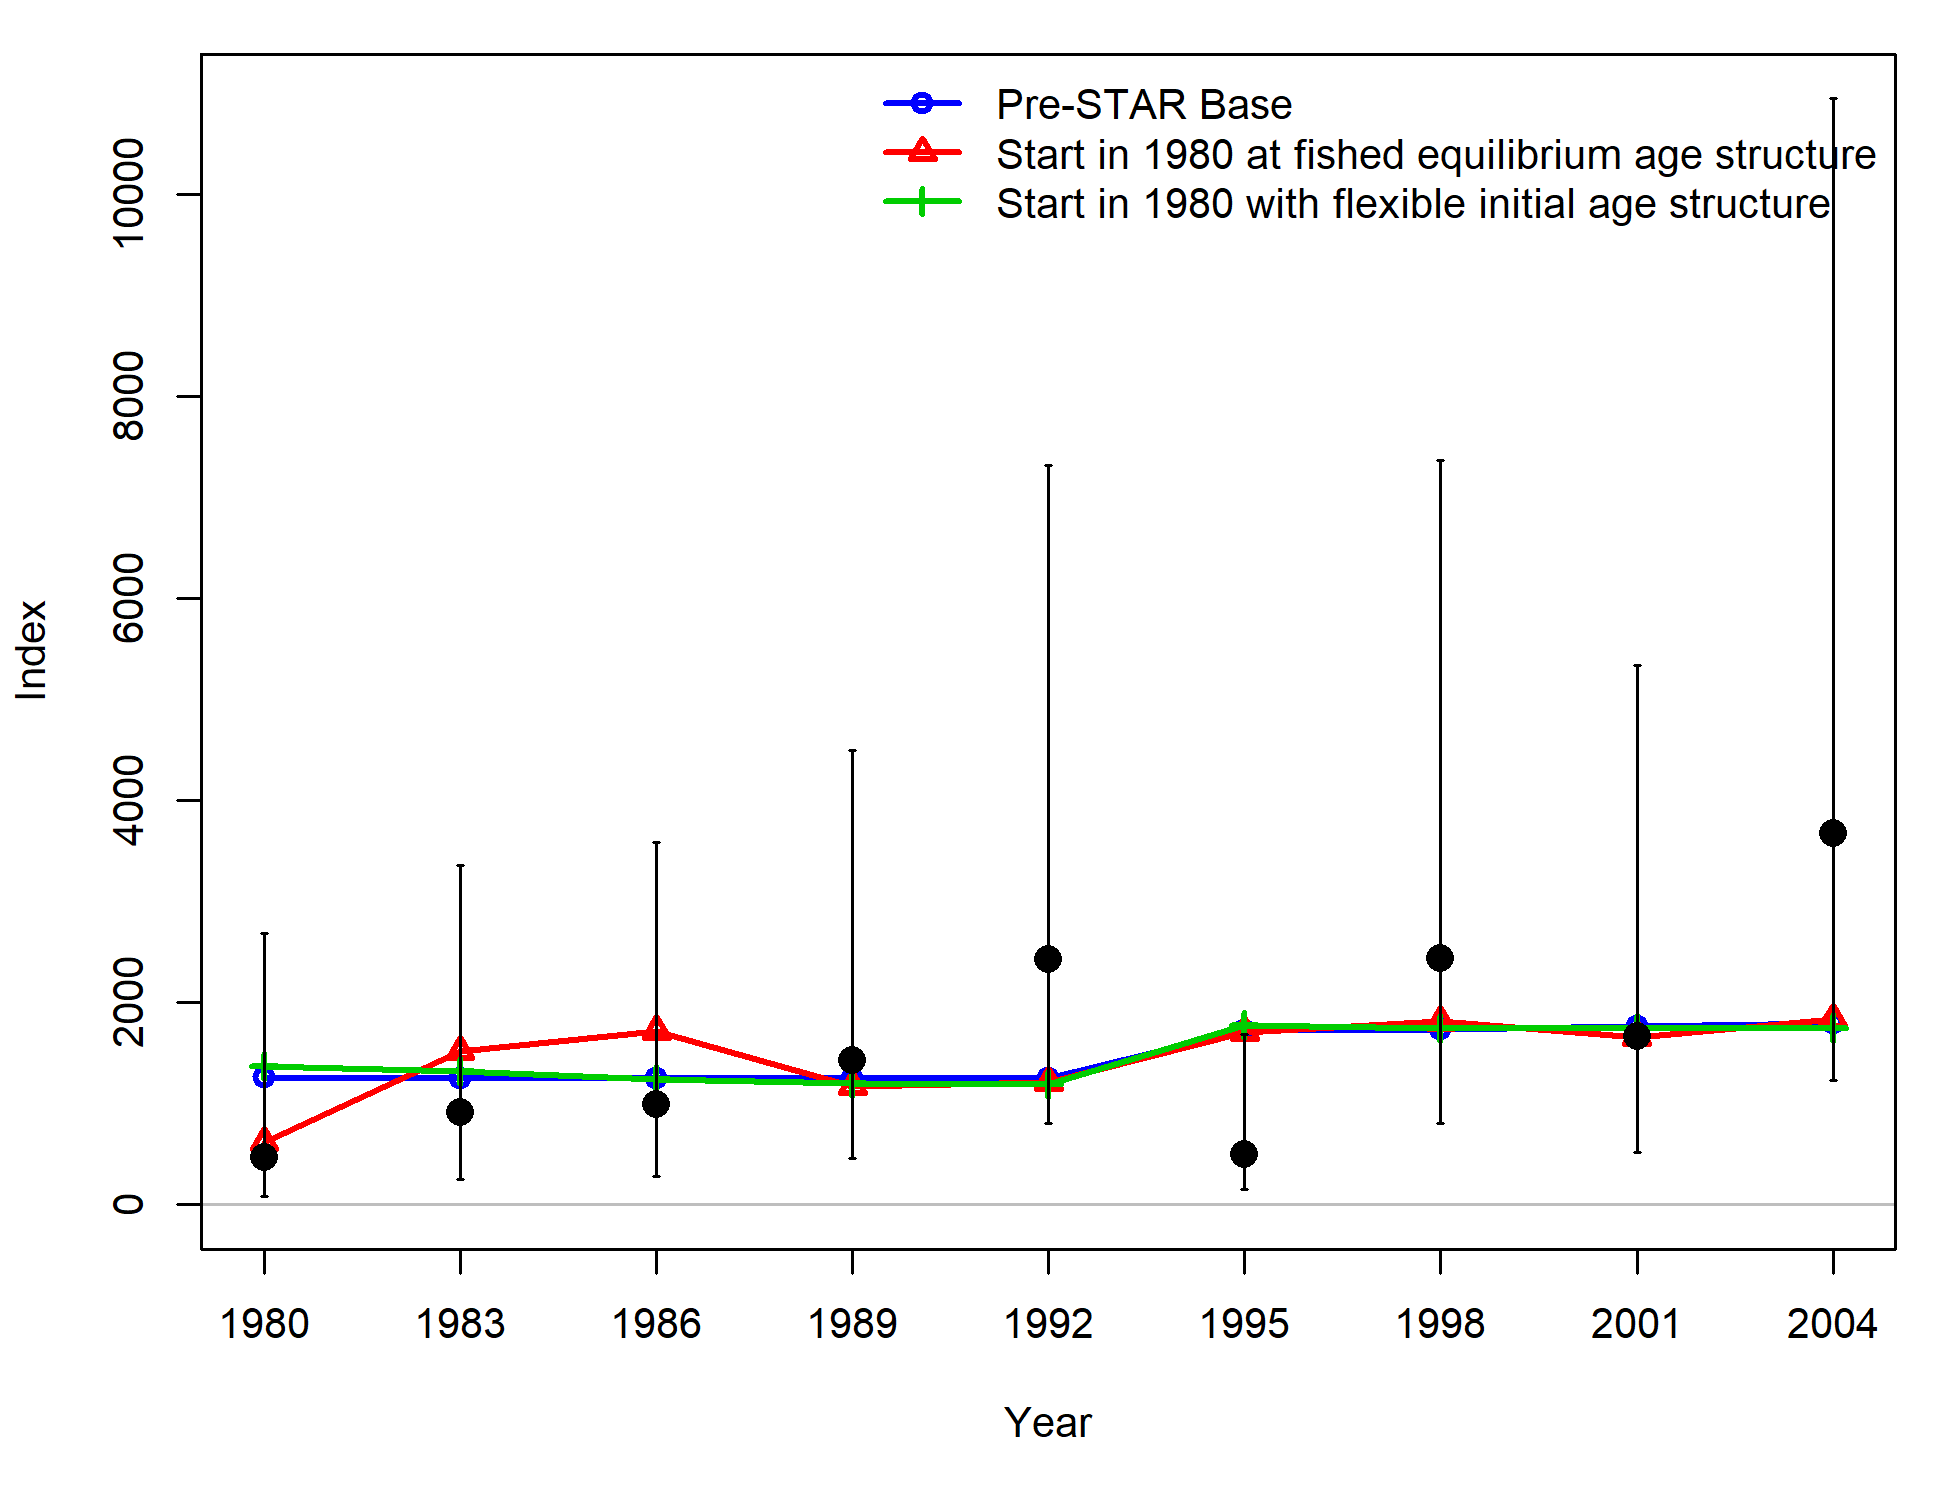 Pre-STAR Base
Start in 1980 at fished equilibrium age structure
Start in 1980 with flexible initial age structure
10000
8000
6000
4000
2000
0
Index
1980 1983 1986 1989 1992 1995 1998 2001 2004
Year